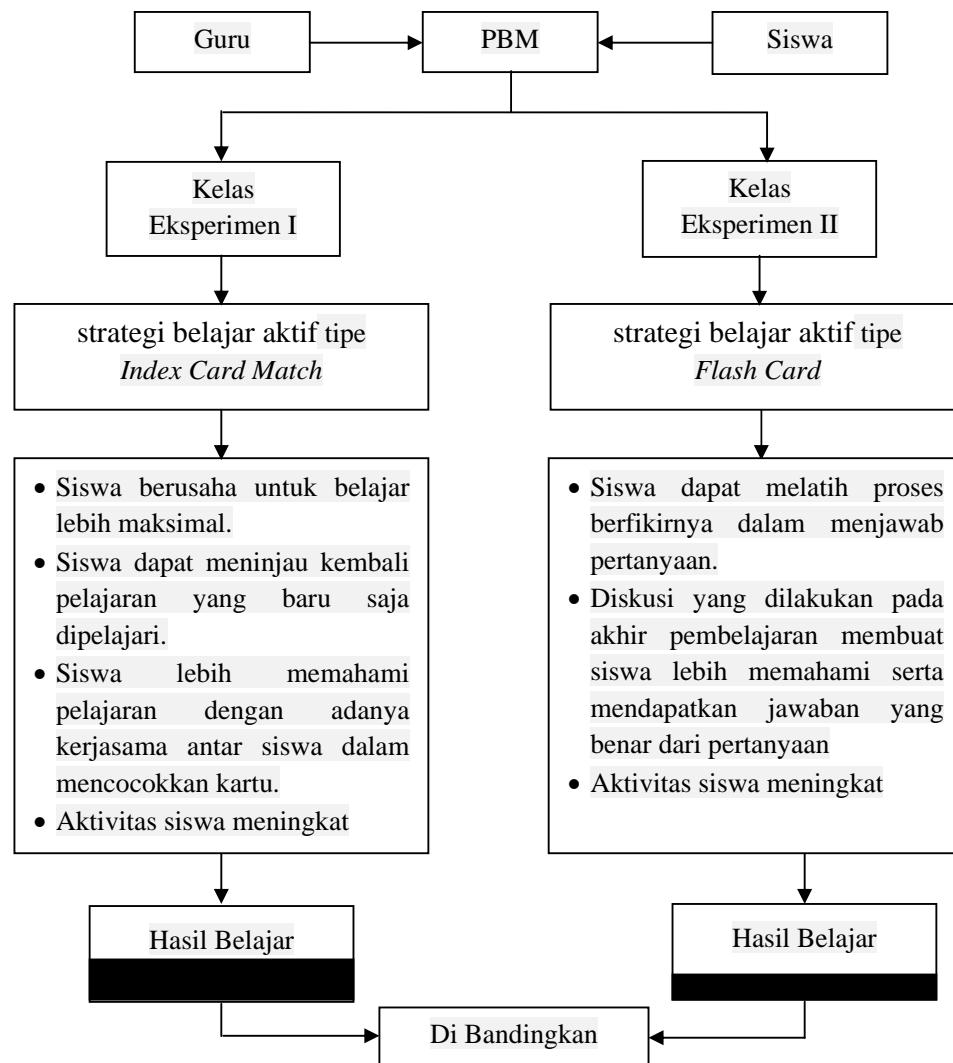 Guru
PBM
Siswa
Kelas
Eksperimen I
Kelas
Eksperimen II
strategi belajar aktif tipe
Index Card Match
strategi belajar aktif tipe
Flash Card
• Siswa berusaha untuk belajar
lebih maksimal.
• Siswa dapat meninjau kembali
pelajaran yang baru saja
dipelajari.
• Siswa lebih memahami
pelajaran dengan adanya
kerjasama antar siswa dalam
mencocokkan kartu.
• Aktivitas siswa meningkat
• Siswa dapat melatih proses
berfikirnya dalam menjawab
pertanyaan.
• Diskusi yang dilakukan pada
akhir pembelajaran membuat
siswa lebih memahami serta
mendapatkan jawaban yang
benar dari pertanyaan
• Aktivitas siswa meningkat
Hasil Belajar
Hasil Belajar
Di Bandingkan